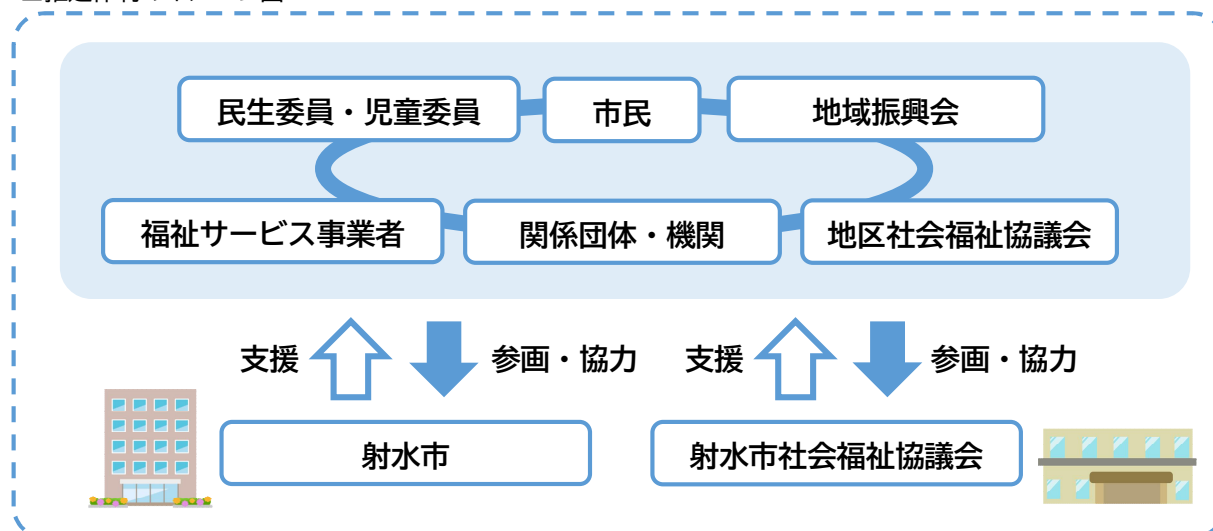 民生委員・児童委員
市民
地域振興会
福祉サービス事業者
関係団体・機関
地区社会福祉協議会
支援
参画・協力
支援
参画・協力
射水市
射水市社会福祉協議会